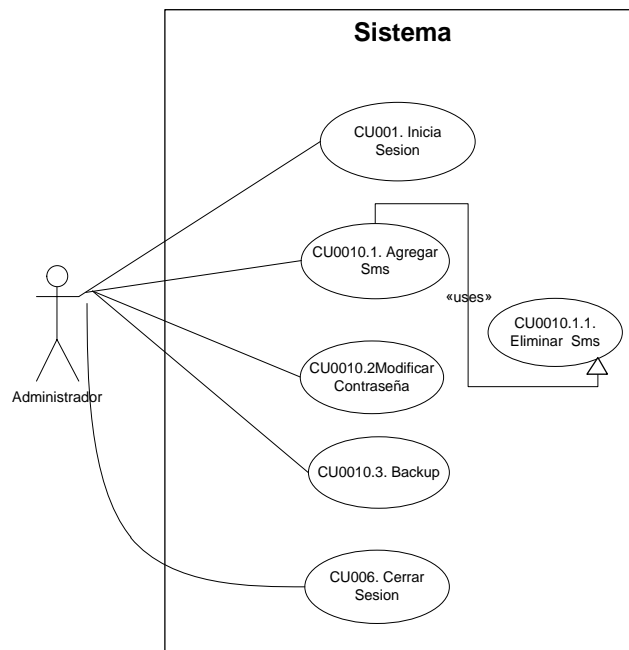 Sistema
CU001. Inicia
Sesion
CU0010.1. Agregar
Sms
«uses»
CU0010.1.1.
Eliminar Sms
CU0010.2Modificar
Contraseña
Administrador
CU0010.3. Backup
CU006. Cerrar
Sesion